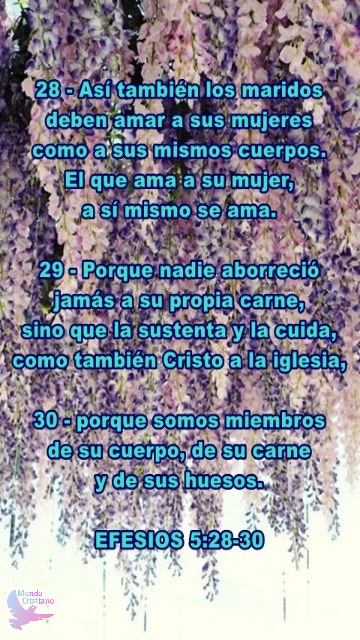 28 - Así también los maridos
deben amar a sus mujeres
como a sus mismos cuerpos.
El que ama a su mujer,
a sí mismo se ama.
29 - Porque nadie aborreció
jamás a su propia carne,
sino que la sustenta y la cuida,
como también Cristo a la iglesia,
30 - porque somos miembros
de su cuerpo, de su carne
y de sus huesos.
EFESIOS 5:28-30
Mundo
Cristiano